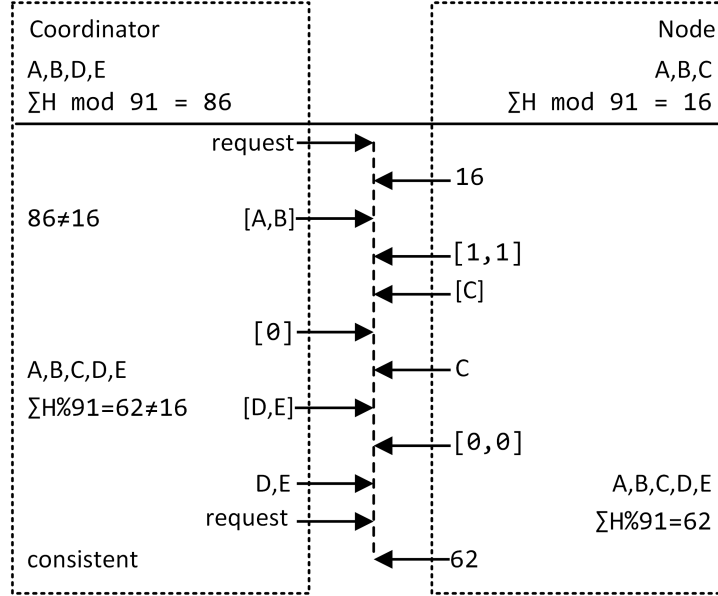 Coordinator Node
A,B,D,E A,B,C
∑H mod 91 = 86 ∑H mod 91 = 16
request
16
86≠16 [A,B]
[1,1]
[C]
[0]
A,B,C,D,E C
∑H%91=62≠16 [D,E]
[0,0]
D,E A,B,C,D,E
request ∑H%91=62
consistent 62